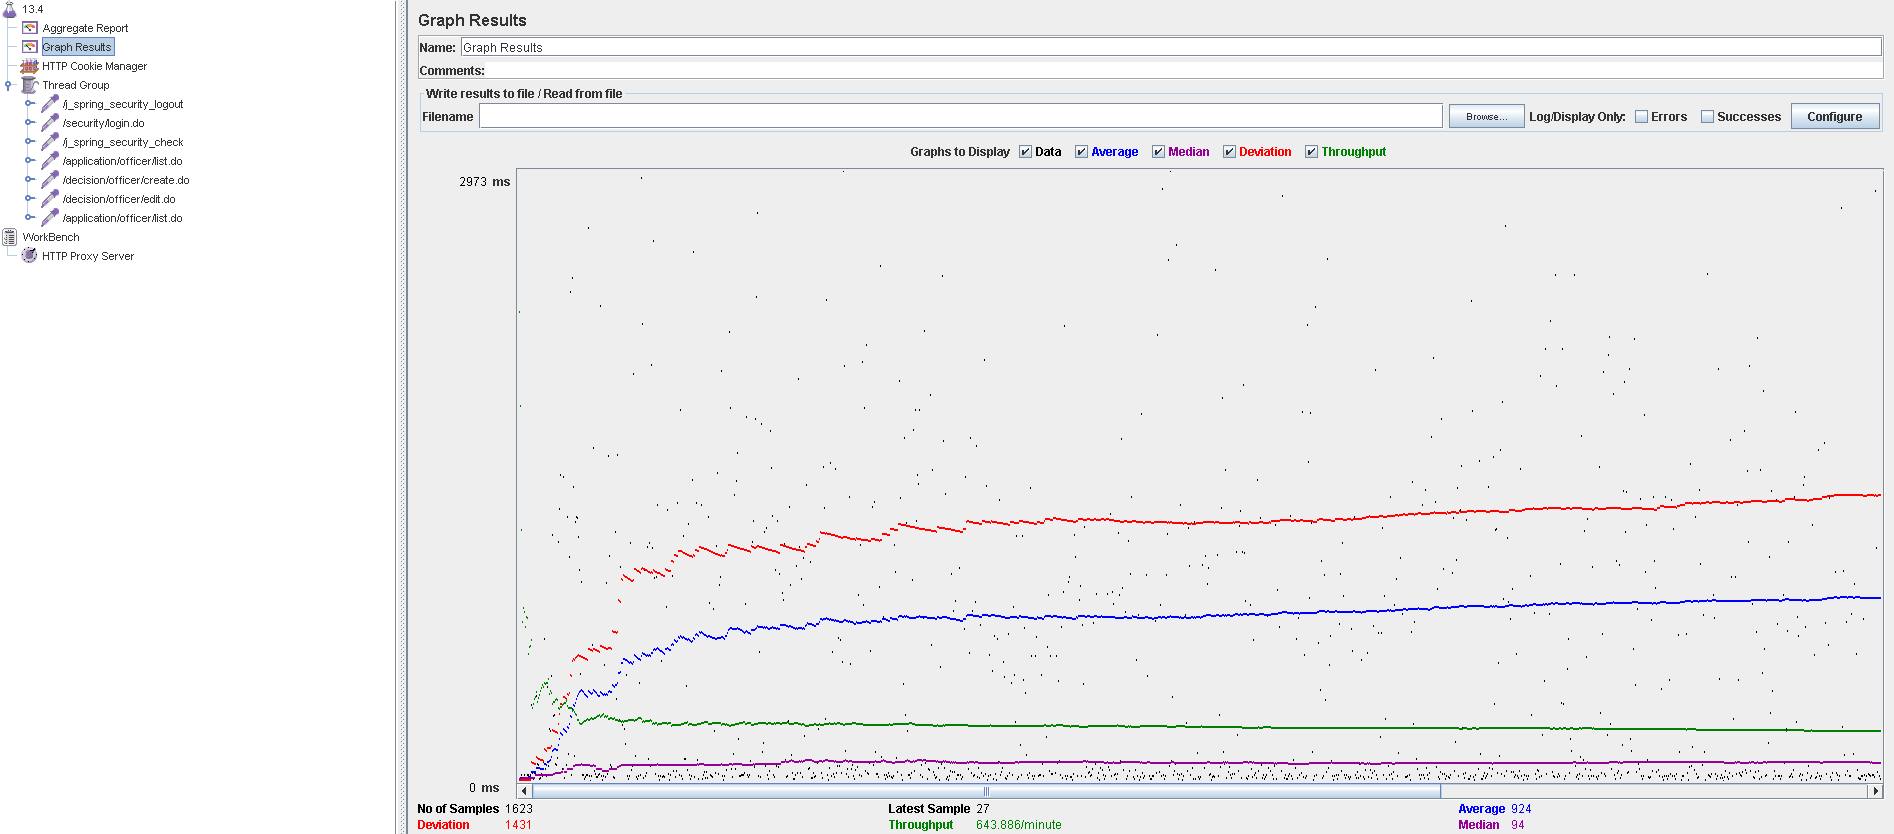 13.4
Aggregate Report
Graph Results
HTTP Cookie Manager
Thread Group
/j_spring_security_logout
/security/login.do
/j_spring_security_check
/application/officer/list.do
/decision/officer/create.do
/decision/officer/edit.do
/application/officer/list.do
WorkBench
HTTP Proxy Server
Graph Results
Name: Graph Results
Comments:
Write results to file / Read from file
Filename Browse... Log/Display Only: Errors Successes Configure
Graphs to Display Data Average Median Deviation Throughput
2973 ms
0 ms
No of Samples 1623 Latest Sample 27 Average 924
Deviation 1431 Throughput 643.886/minute Median 94